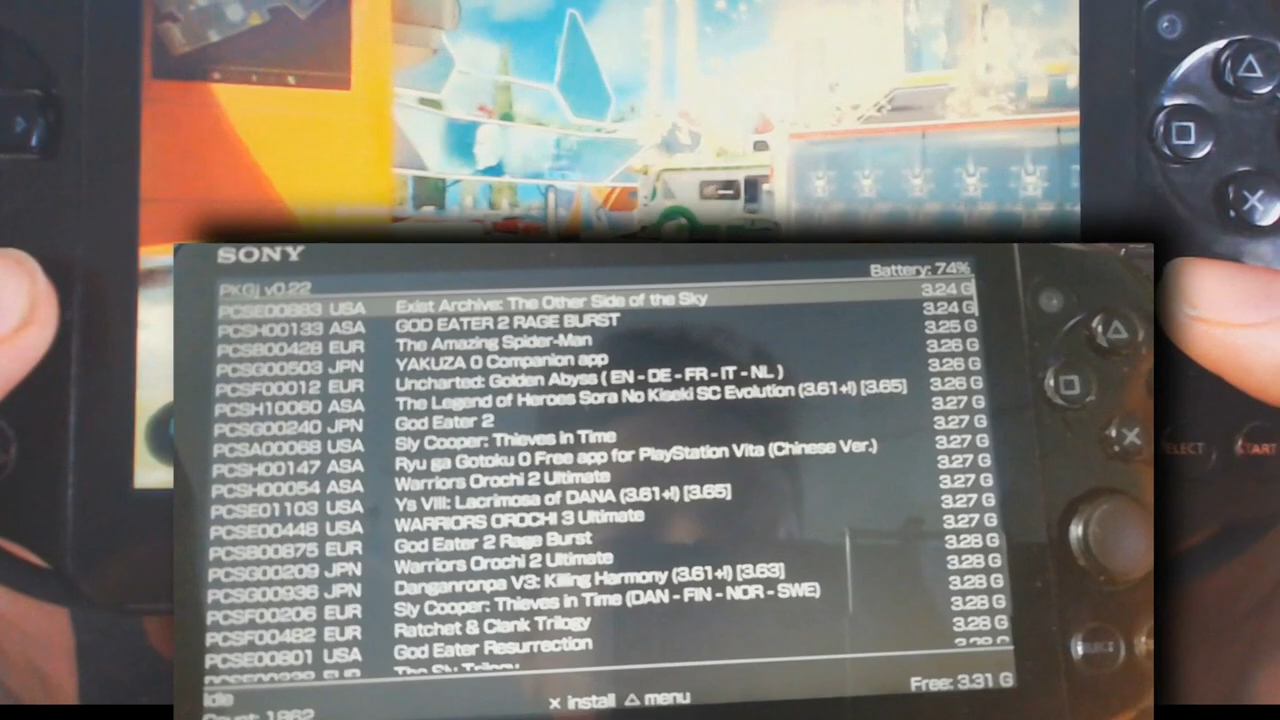 SONY
PKGj v0.22 Battery: 74%
PCSE00883 USA Exist Archive: The Other Side of the Sky 3.24 G
PCSH00133 ASA GOD EATER 2 RAGE BURST 3.24 G
PCSB00428 EUR The Amazing Spider-Man 3.25 G
PCSG00503 JPN YAKUZA 0 Companion app 3.26 G
PCSF00012 EUR Uncharted: Golden Abyss ( EN - DE - FR - IT - NL ) 3.26 G
PCSH10060 ASA The Legend of Heroes Sora No Kiseki SC Evolution (3.61+!) [3.65] 3.26 G
PCSG00240 JPN God Eater 2 3.27 G
PCSA00068 USA Sly Cooper: Thieves in Time 3.27 G
PCSH00147 ASA Ryu ga Gotoku 0 Free app for PlayStation Vita (Chinese Ver.) 3.27 G
PCSH00054 ASA Warriors Orochi 2 Ultimate 3.27 G
PCSE01103 USA Ys VIII: Lacrimosa of DANA (3.61+!) [3.65] 3.27 G
PCSE00448 USA WARRIORS OROCHI 3 Ultimate 3.27 G
PCSB00875 EUR God Eater 2 Rage Burst 3.27 G
PCSG00209 JPN Warriors Orochi 2 Ultimate 3.28 G
PCSG00936 JPN Danganronpa V3: Killing Harmony (3.61+!) [3.63] 3.28 G
PCSF00206 EUR Sly Cooper: Thieves in Time (DAN - FIN - NOR - SWE) 3.28 G
PCSF00482 EUR Ratchet & Clank Trilogy 3.28 G
PCSE00801 USA God Eater Resurrection 3.28 G
The Sly Trilogy
Idle × install △ menu Free: 3.31 G
Count: 1862
SELECT
START